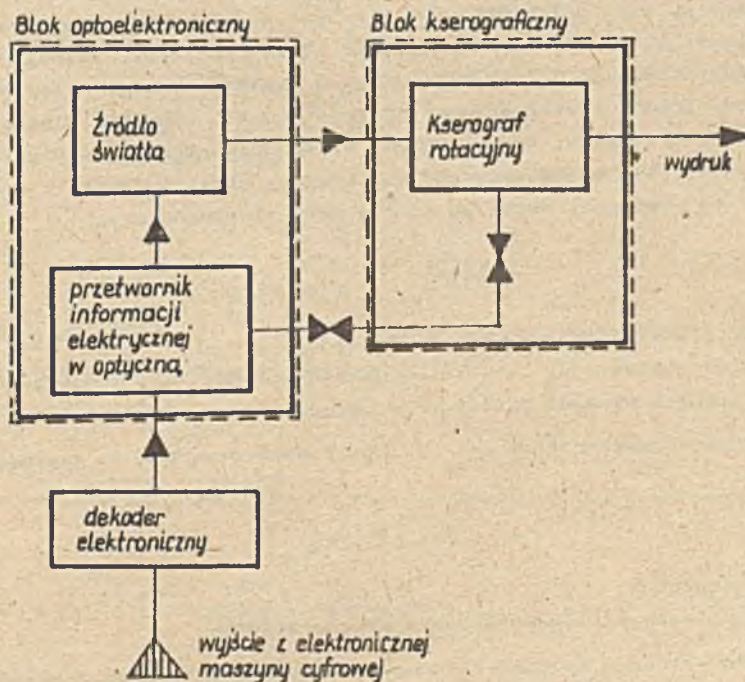 Blok optoelektroniczny
Blok kserograficzny
Źródło
światła
Kserograf
rotacyjny
wydruk
przetwornik
informacji
elektrycznej
w optyczną
dekoder
elektroniczny
wyjście z elektronicznej
maszyny cyfrowej